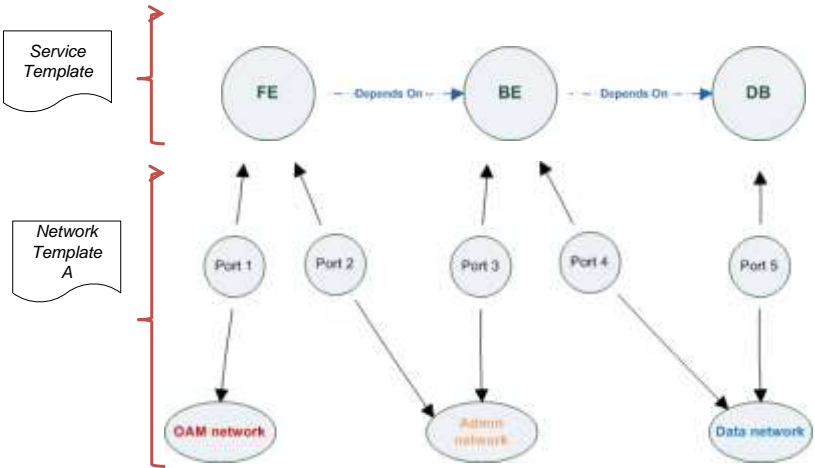 Service
Template
FE
Depends On
BE
Depends On
DB
Network
Template
A
Port 1
Port 2
Port 3
Port 4
Port 5
OAM network
Admin
network
Data network